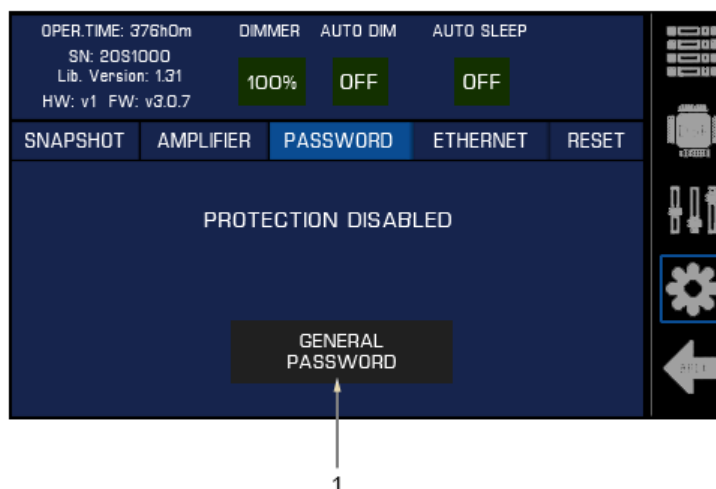 OPER.TIME: 376h0m
SN: 20S1000
Lib. Version: 1.31
HW: v1 FW: v3.0.7
DIMMER AUTO DIM AUTO SLEEP
100% OFF OFF
SNAPSHOT AMPLIFIER PASSWORD ETHERNET RESET
PROTECTION DISABLED
GENERAL
PASSWORD
1